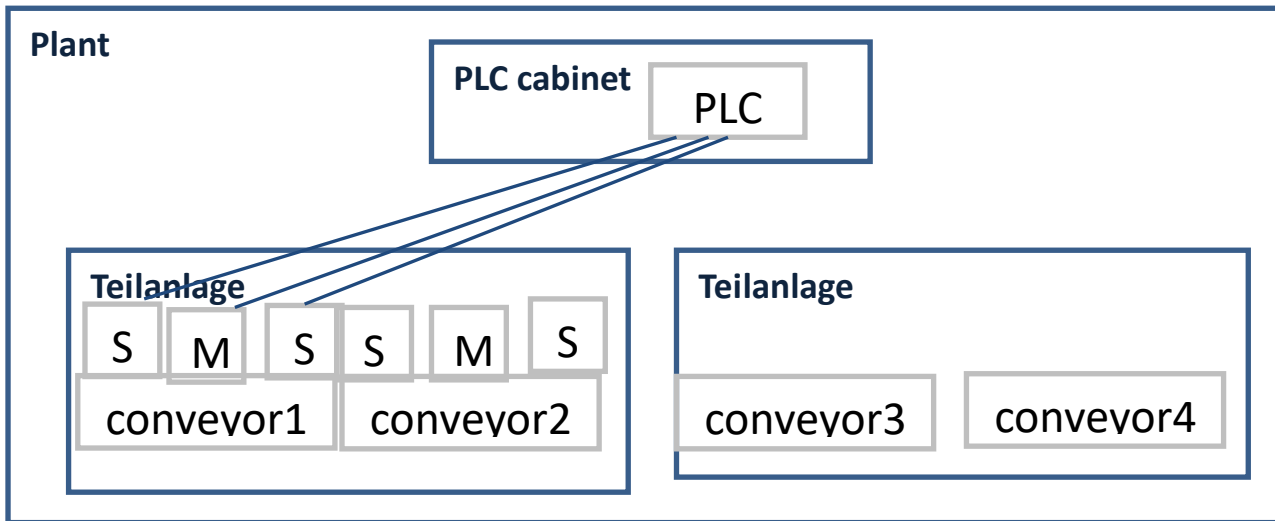 Plant
PLC cabinet
PLC
Teilanlage
Teilanlage
S
M
S
S
M
S
conveyor1
conveyor2
conveyor3
conveyor4